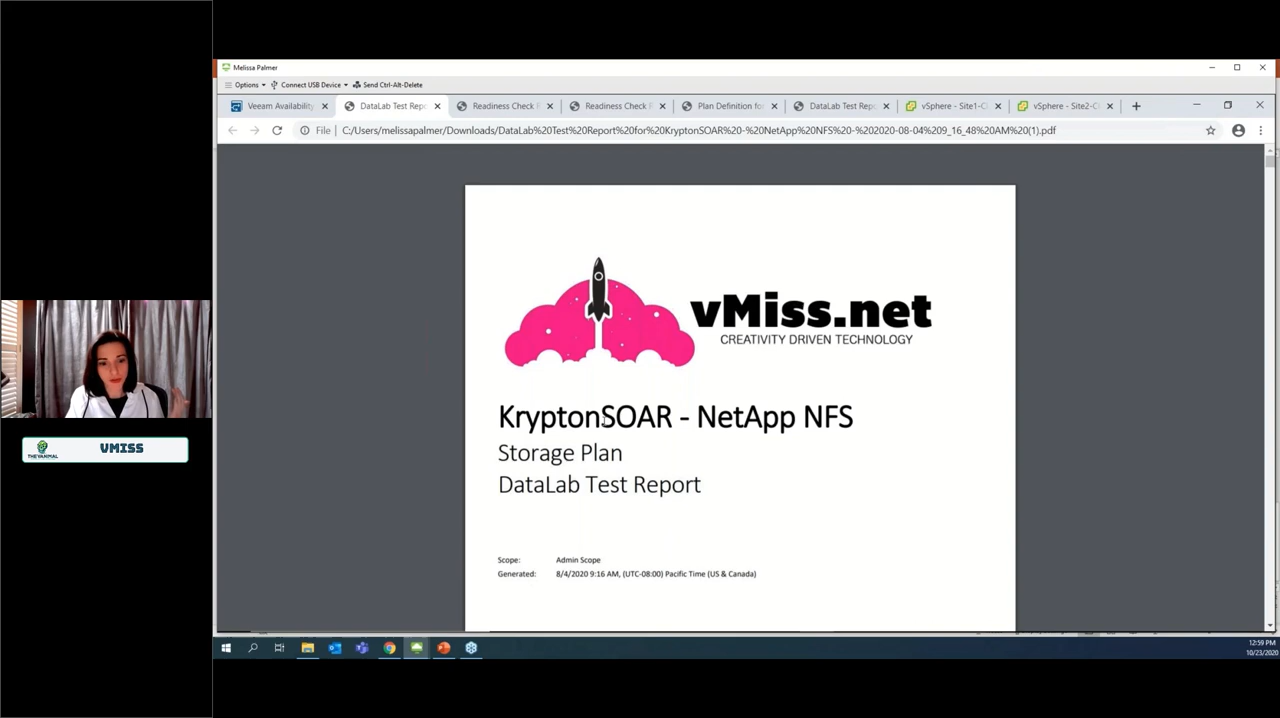 Melissa Palmer
Options
Connect USB Device
Send Ctrl-Alt-Delete
Veeam Availability
DataLab Test Repo
Readiness Check R
Readiness Check R
Plan Definition for
DataLab Test Repo
vSphere - Site1-C
vSphere - Site2-C
File
C:/Users/melissapalmer/Downloads/DataLab%20Test%20Report%20for%20KryptonSOAR%20-%20NetApp%20NFS%20-%202020-08-04%209_16_48%20AM%20(1).pdf
vMiss.net
CREATIVITY DRIVEN TECHNOLOGY
KryptonSOAR - NetApp NFS
Storage Plan
DataLab Test Report
Scope: Admin Scope
Generated: 8/4/2020 9:16 AM, (UTC-08:00) Pacific Time (US & Canada)
THEVANIMAL
VMISS
12:59 PM
10/23/2020